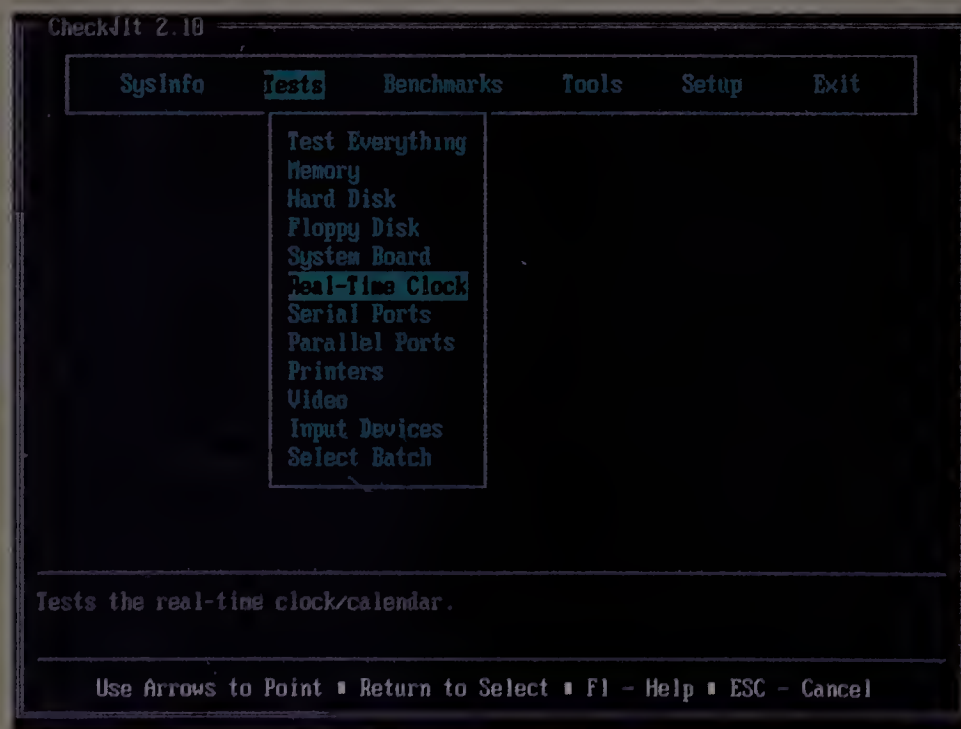 Check√It 2.10
SysInfo Tests Benchmarks Tools Setup Exit
Test Everything
Memory
Hard Disk
Floppy Disk
System Board
Real-Time Clock
Serial Ports
Parallel Ports
Printers
Video
Input Devices
Select Batch
Tests the real-time clock/calendar.
Use Arrows to Point ▪ Return to Select ▪ F1 - Help ▪ ESC - Cancel